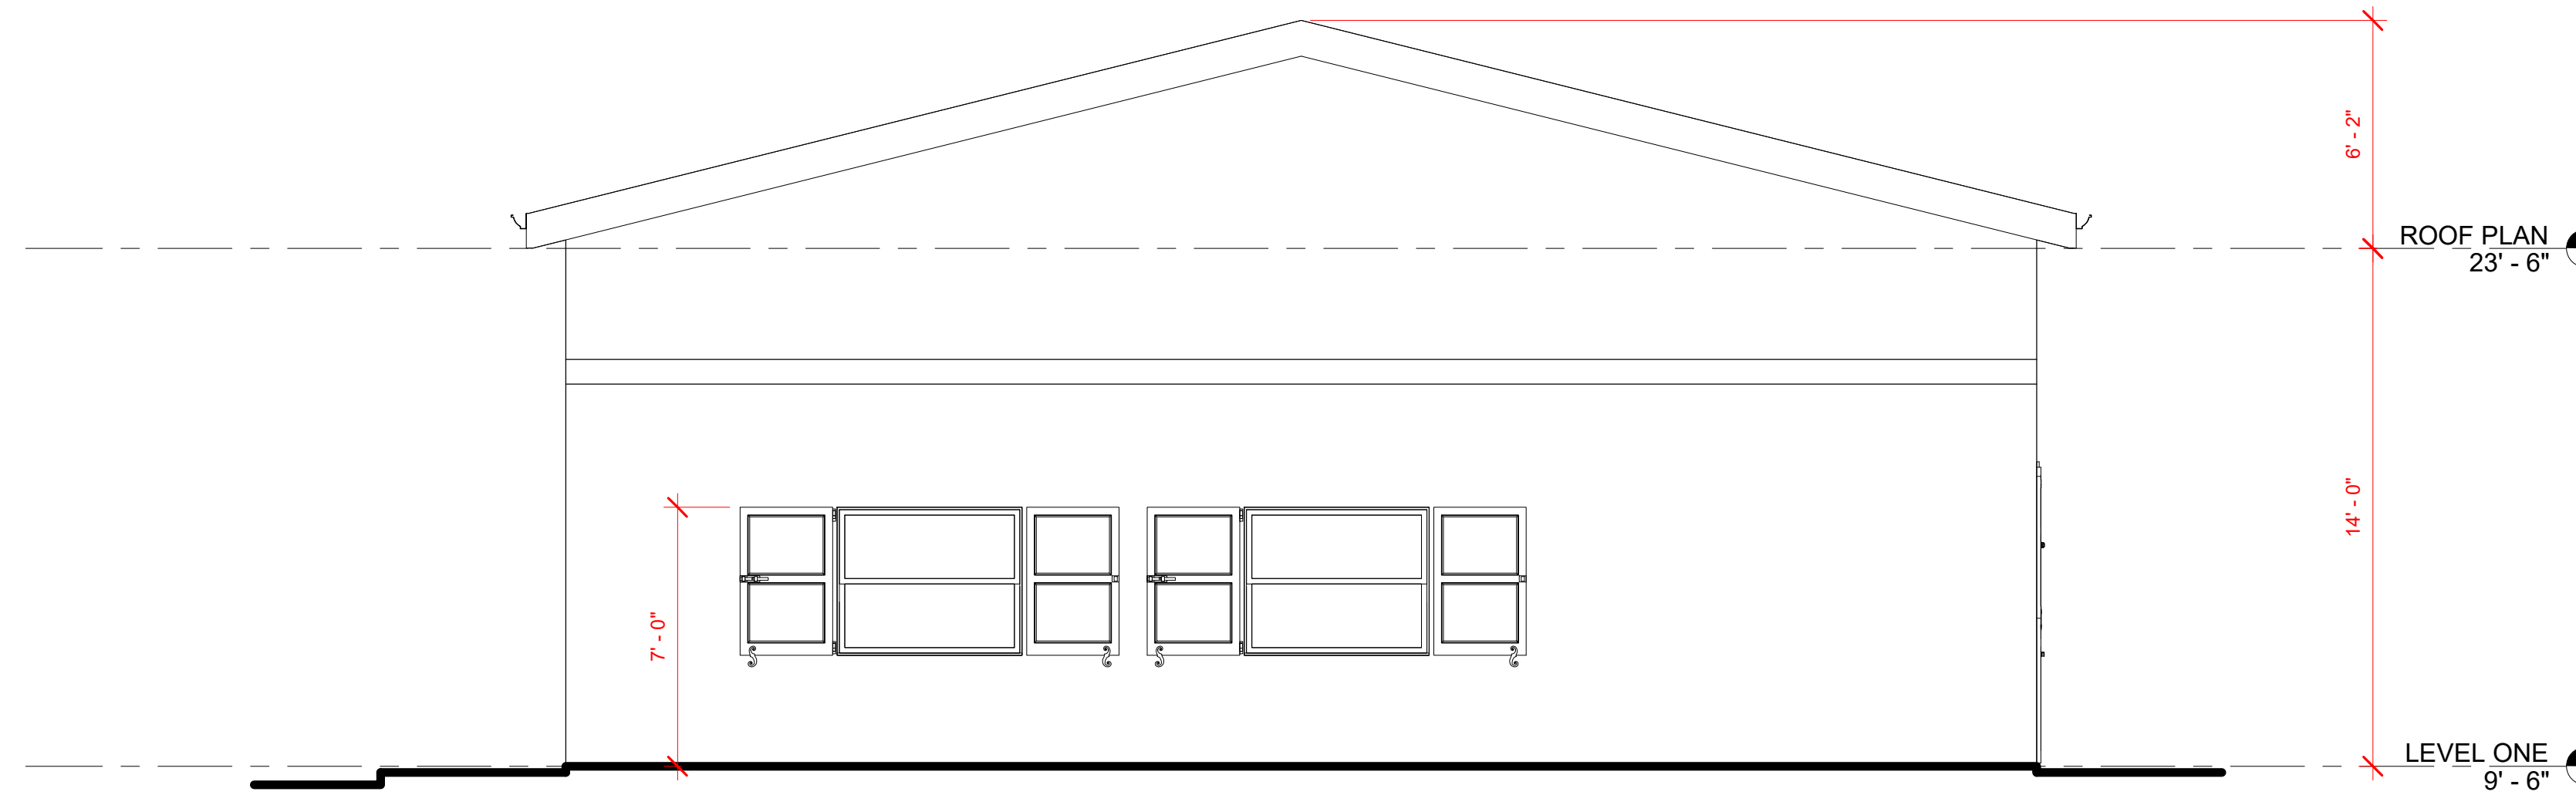 6' - 2"
ROOF PLAN
23' - 6"
14' - 0"
7' - 0"
LEVEL ONE
9' - 6"